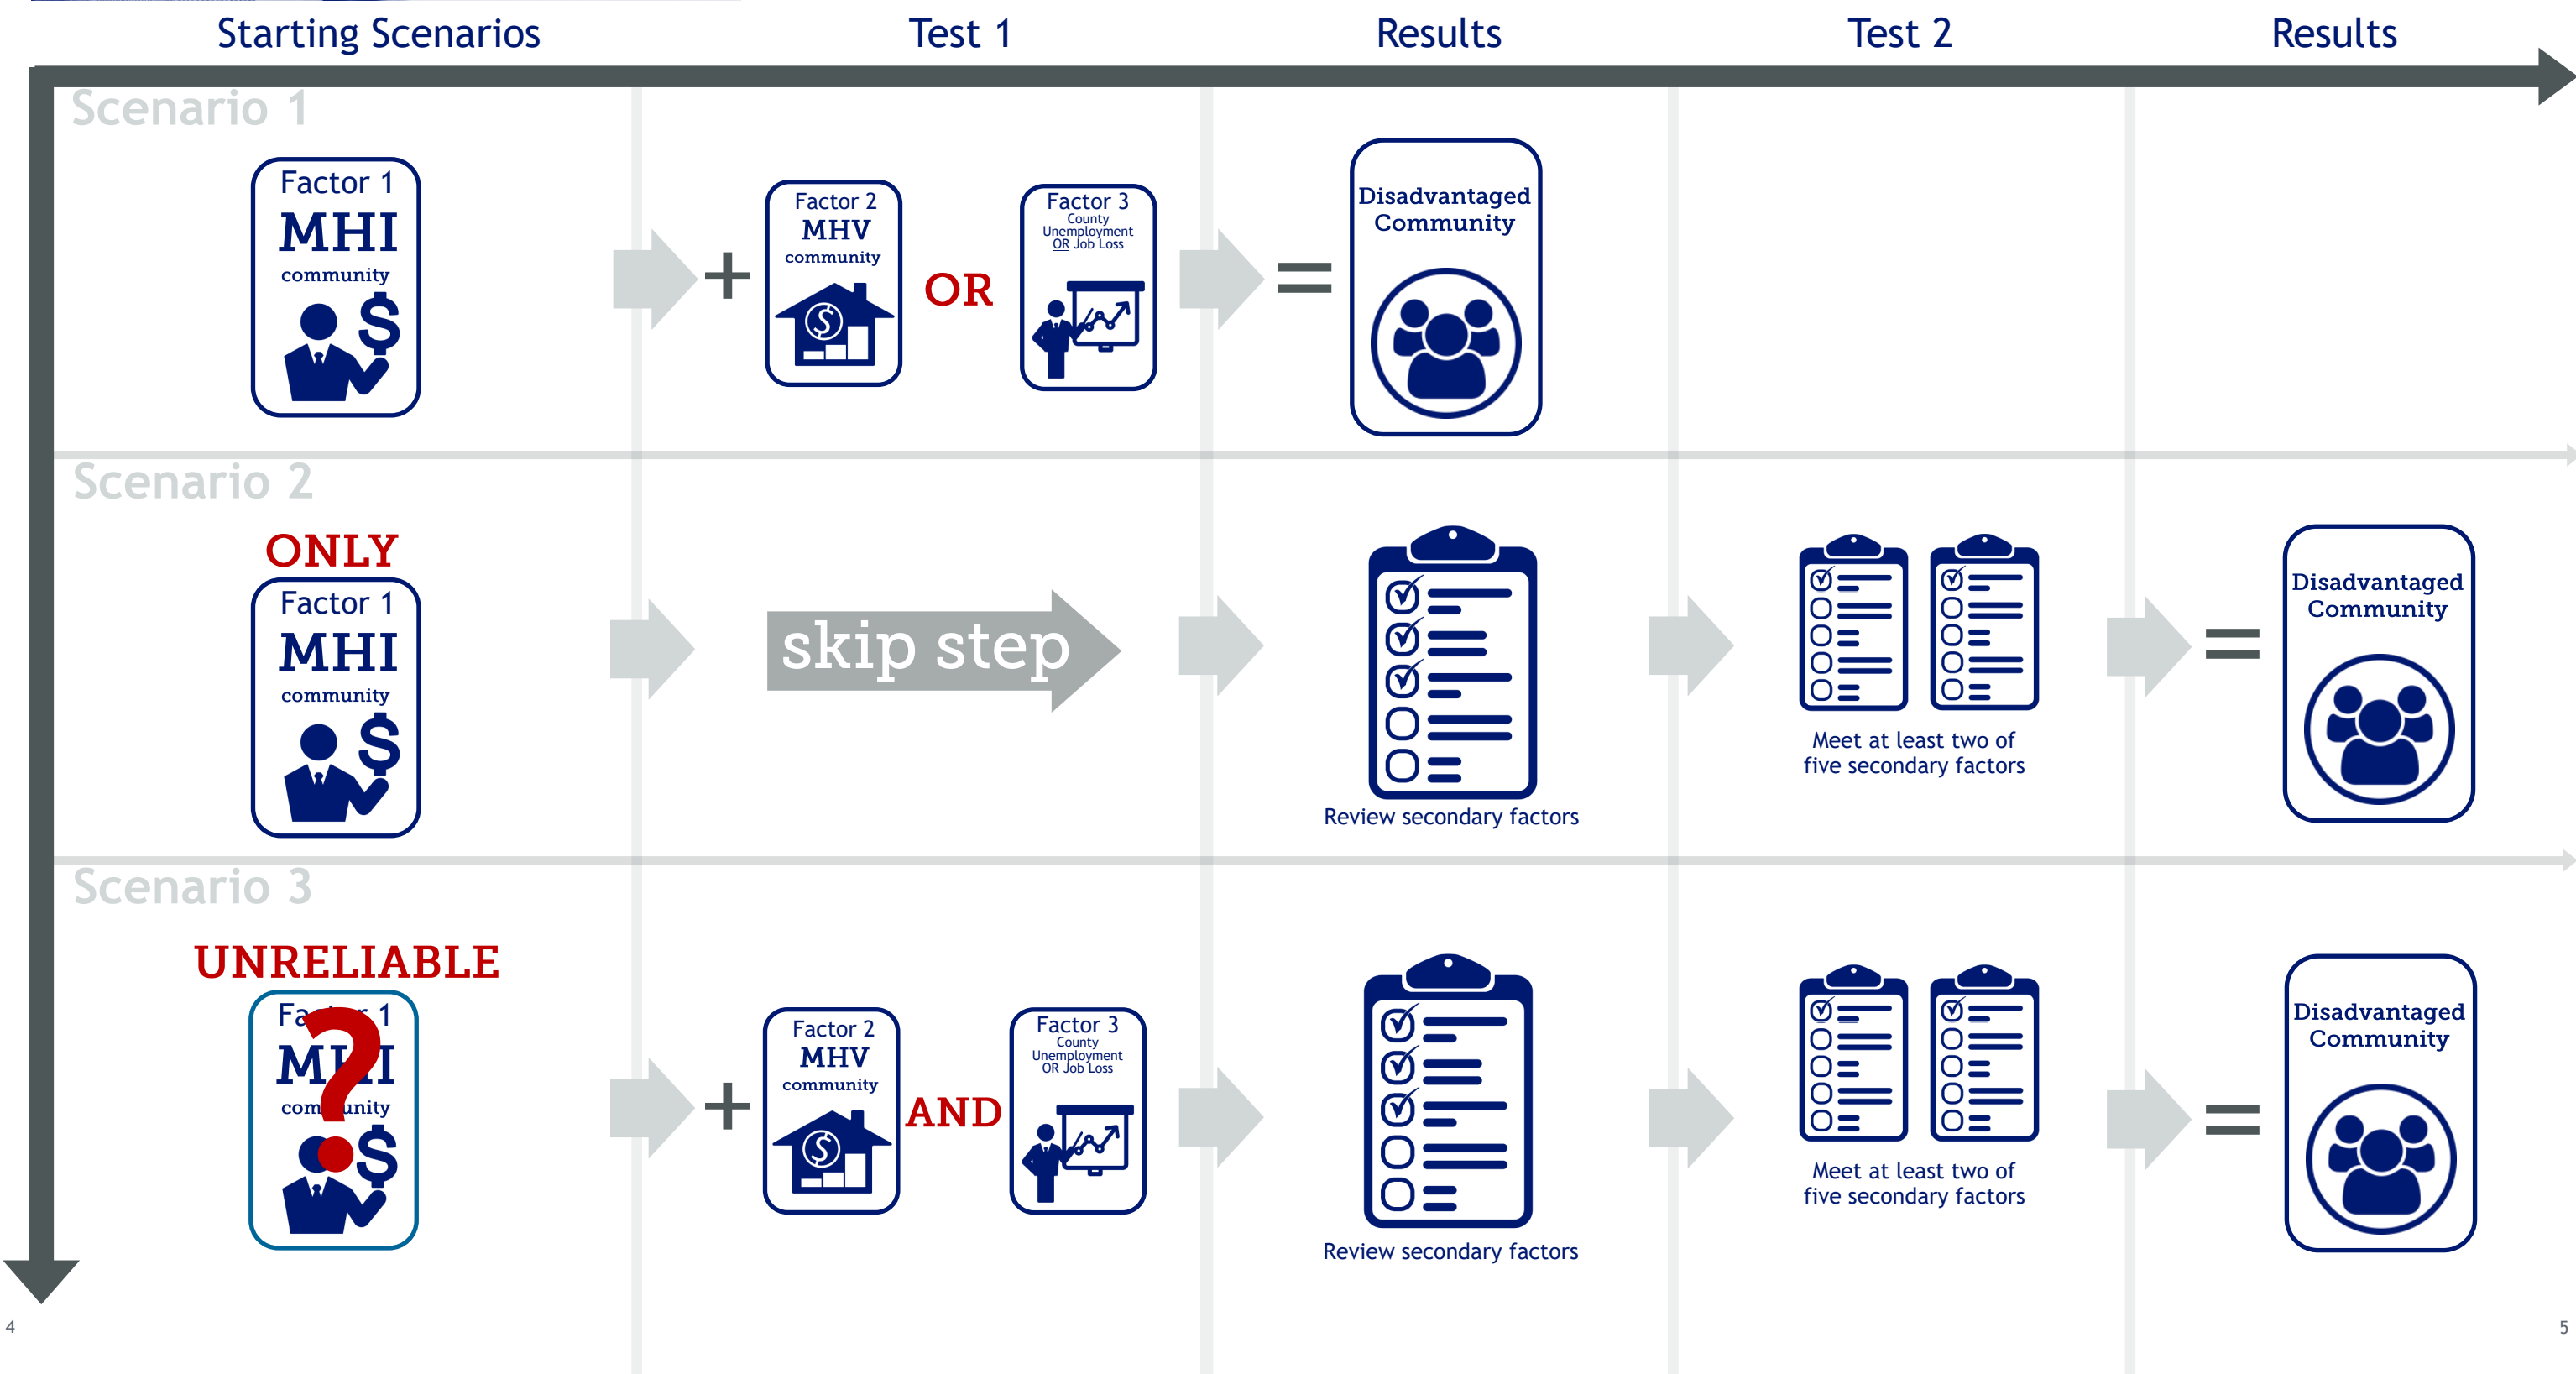 Starting Scenarios
Test 1
Results
Test 2
Results
Scenario 1
Factor 1
MHI
community
$
+
Factor 2
MHV
community
$
OR
Factor 3
County
Unemployment
OR Job Loss
=
Disadvantaged
Community
Scenario 2
ONLY
Factor 1
MHI
community
$
skip step
Review secondary factors
Meet at least two of
five secondary factors
=
Disadvantaged
Community
Scenario 3
UNRELIABLE
Factor 1
MHI
community
?
$
+
Factor 2
MHV
community
$
AND
Factor 3
County
Unemployment
OR Job Loss
Review secondary factors
Meet at least two of
five secondary factors
=
Disadvantaged
Community
4
5